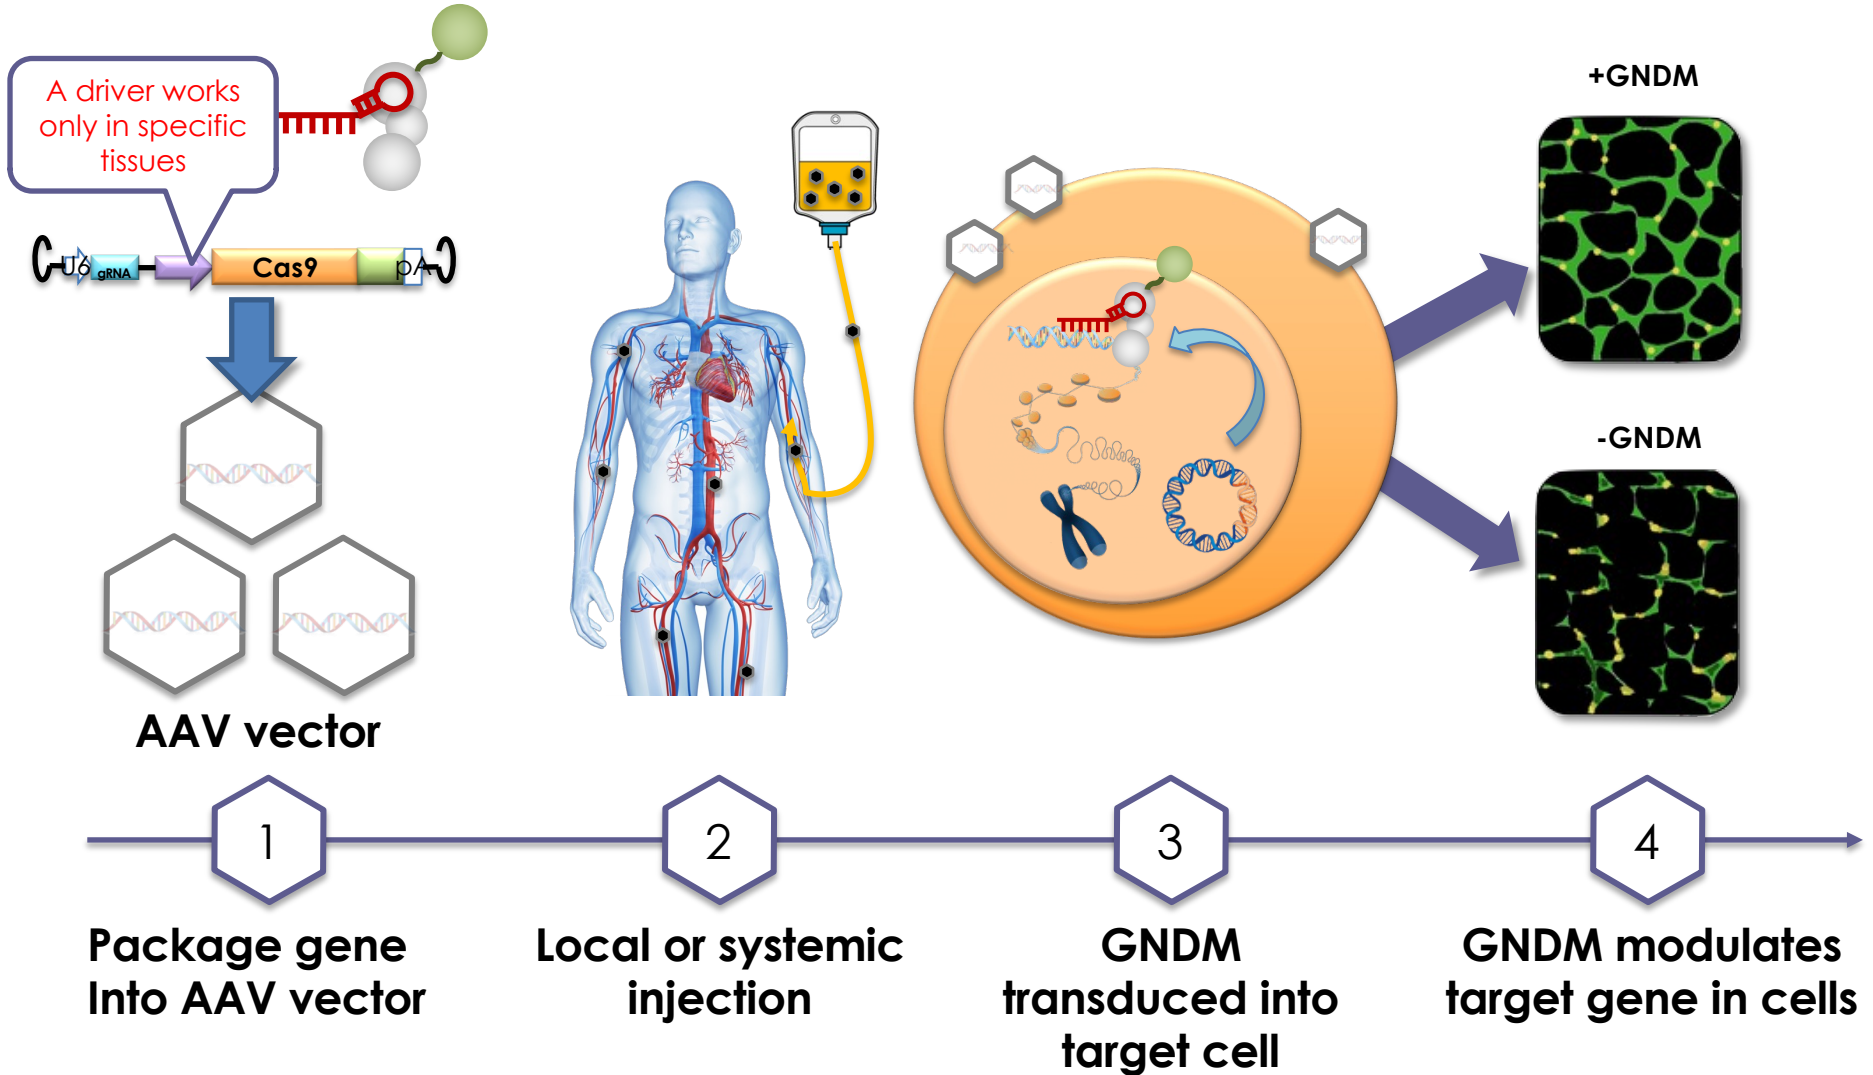 A driver works
only in specific
tissues
U6
gRNA
Cas9
pA
AAV vector
+GNDM
-GNDM
1
2
3
4
Package gene
Into AAV vector
Local or systemic
injection
GNDM
transduced into
target cell
GNDM modulates
target gene in cells